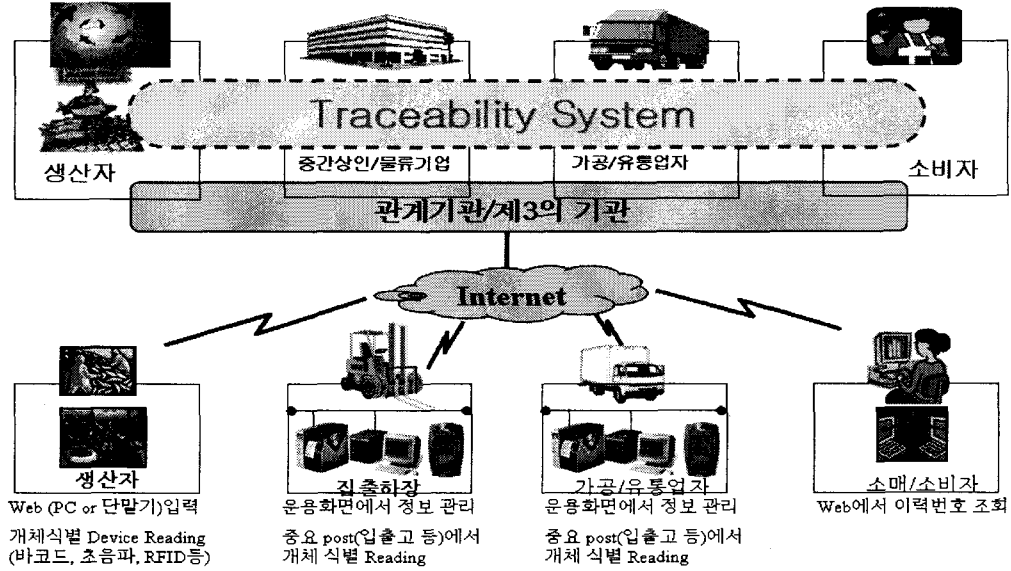 Traceability System
생산자
중간상인/물류기업
가공/유통업자
소비자
관계기관/제3의 기관
Internet
생산자
Web (PC or 단말기)입력
개체식별 Device Reading
(바코드, 초음파, RFID등)
집출하장
운용화면에서 정보 관리
중요 post(입출고 등)에서
개체 식별 Reading
가공/유통업자
운용화면에서 정보 관리
중요 post(입출고 등)에서
개체 식별 Reading
소매/소비자
Web에서 이력번호 조회